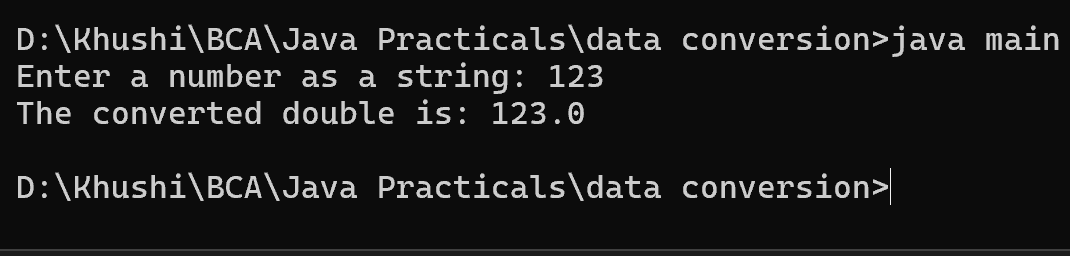 D:\Khushi\BCA\Java Practicals\data conversion>java main
Enter a number as a string: 123
The converted double is: 123.0
D:\Khushi\BCA\Java Practicals\data conversion>